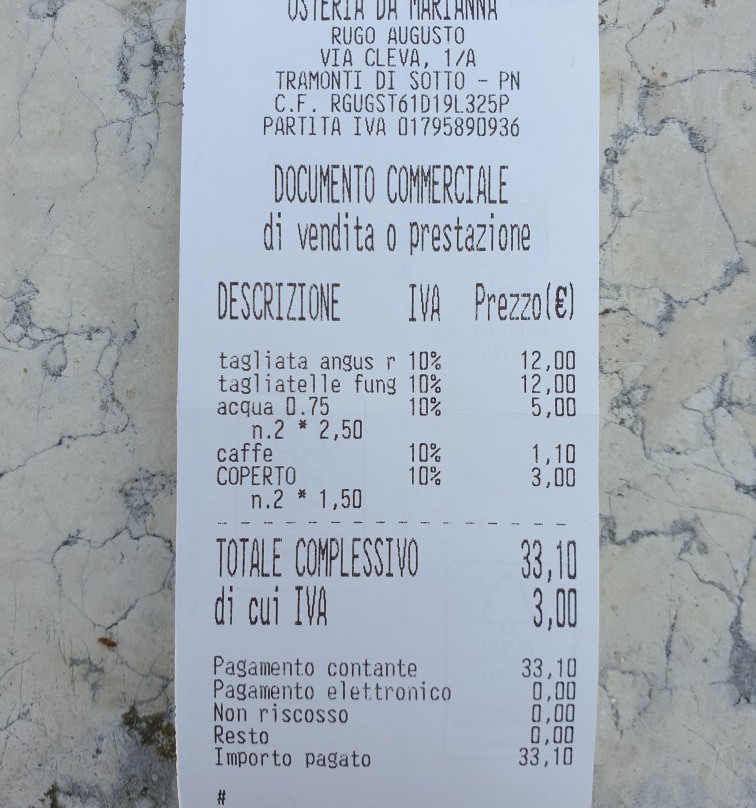 OSTERIA DA MARIANNA
RUGO AUGUSTO
VIA CLEVA, 1/A
TRAMONTI DI SOTTO - PN
C.F. RGUGST61D19L325P
PARTITA IVA 01795890936
DOCUMENTO COMMERCIALE
di vendita o prestazione
DESCRIZIONE IVA Prezzo(€)
tagliata angus r 10% 12,00
tagliatelle fung 10% 12,00
acqua 0.75 10% 5,00
n.2 * 2,50
caffe 10% 1,10
COPERTO 10% 3,00
n.2 * 1,50
TOTALE COMPLESSIVO 33,10
di cui IVA 3,00
Pagamento contante 33,10
Pagamento elettronico 0,00
Non riscosso 0,00
Resto 0,00
Importo pagato 33,10
#